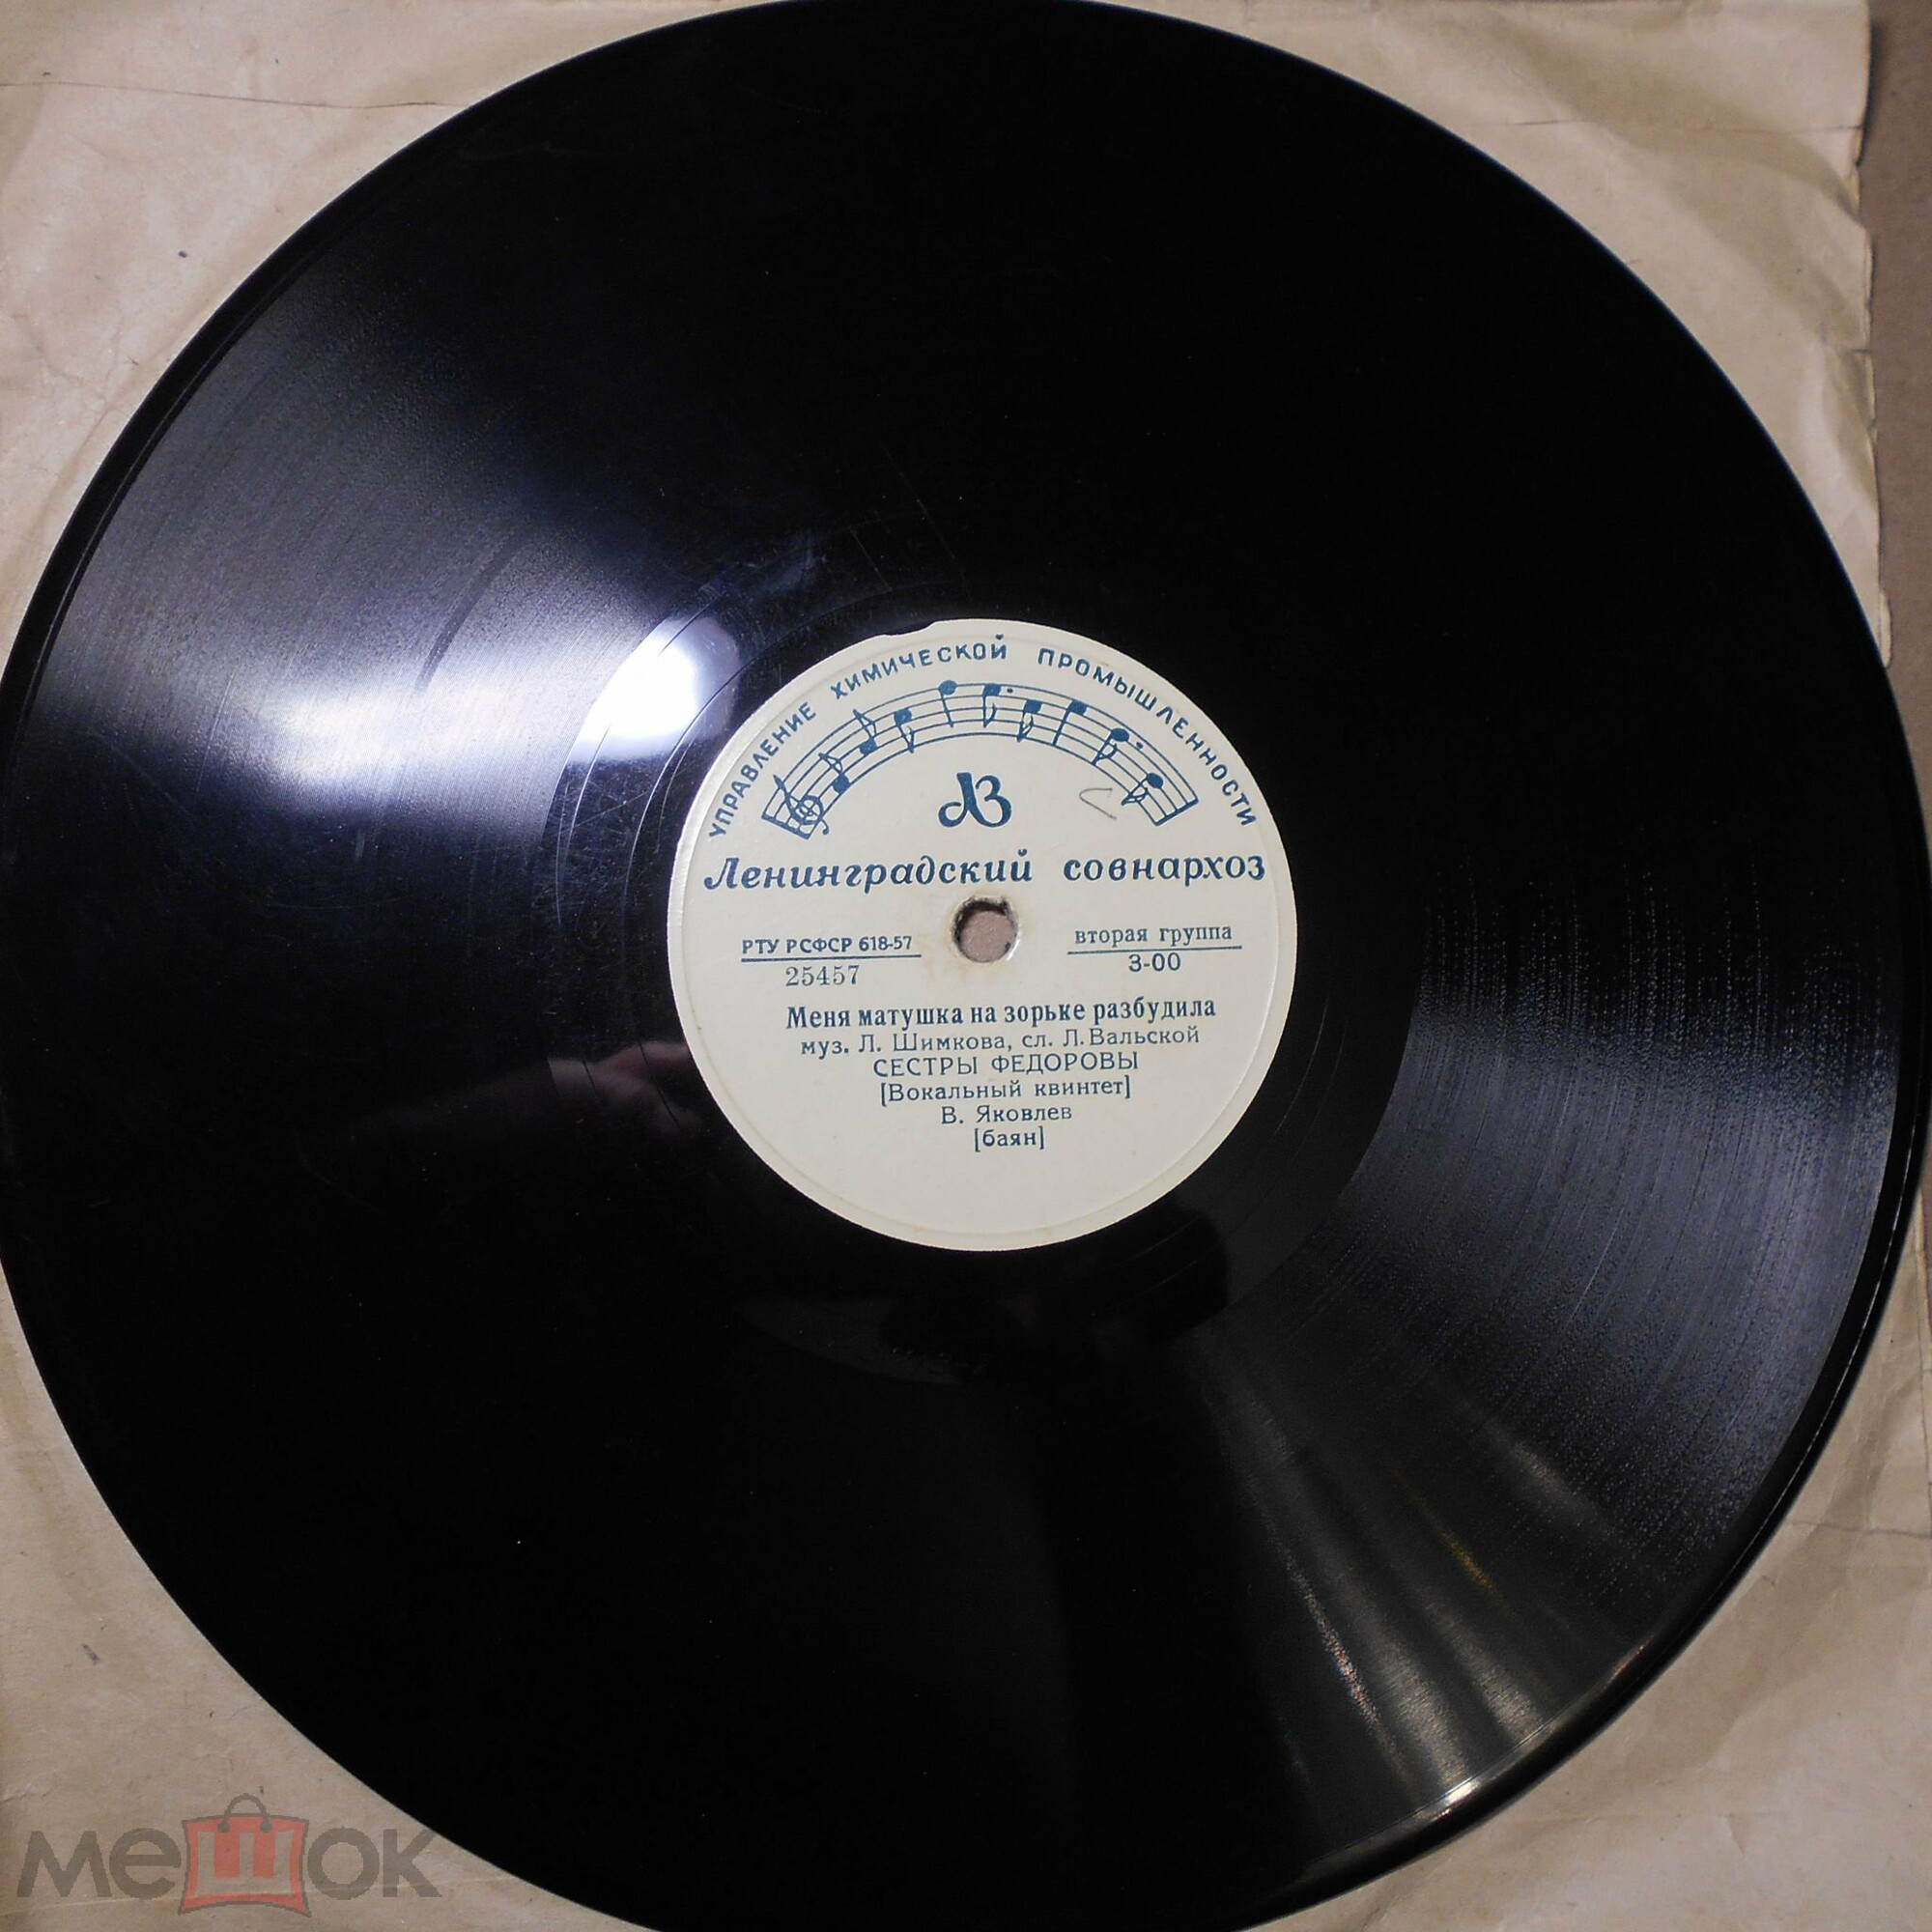 УПРАВЛЕНИЕ ХИМИЧЕСКОЙ ПРОМЫШЛЕННОСТИ
ЛЗ
Ленинградский совнархоз
РТУ РСФСР 618-57
25457
вторая группа
3-00
Меня матушка на зорьке разбудила
муз. Л. Шимкова, сл. Л. Вальской
СЕСТРЫ ФЕДОРОВЫ
[Вокальный квинтет]
В. Яковлев
[баян]
мешок